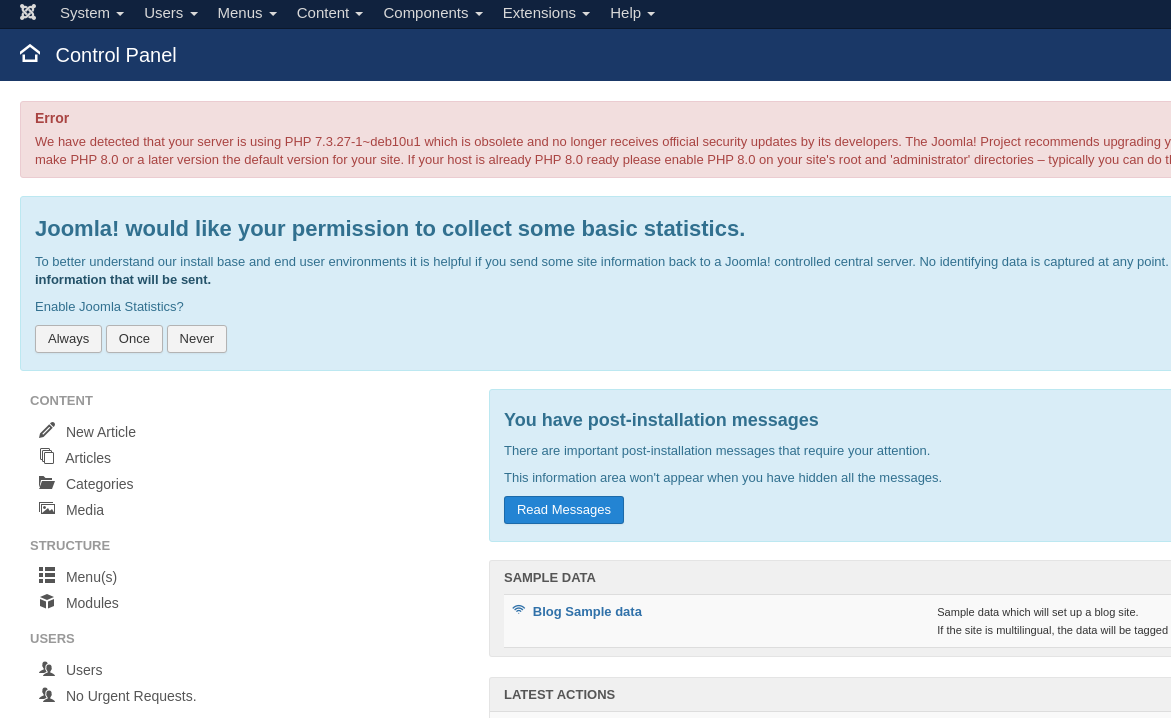 System Users Menus Content Components Extensions Help
Control Panel
Error
We have detected that your server is using PHP 7.3.27-1~deb10u1 which is obsolete and no longer receives official security updates by its developers. The Joomla! Project recommends upgrading y
make PHP 8.0 or a later version the default version for your site. If your host is already PHP 8.0 ready please enable PHP 8.0 on your site's root and 'administrator' directories – typically you can do th
Joomla! would like your permission to collect some basic statistics.
To better understand our install base and end user environments it is helpful if you send some site information back to a Joomla! controlled central server. No identifying data is captured at any point.
information that will be sent.
Enable Joomla Statistics?
Always Once Never
CONTENT
New Article
Articles
Categories
Media
STRUCTURE
Menu(s)
Modules
USERS
Users
No Urgent Requests.
You have post-installation messages
There are important post-installation messages that require your attention.
This information area won't appear when you have hidden all the messages.
Read Messages
SAMPLE DATA
Blog Sample data
Sample data which will set up a blog site.
If the site is multilingual, the data will be tagged
LATEST ACTIONS